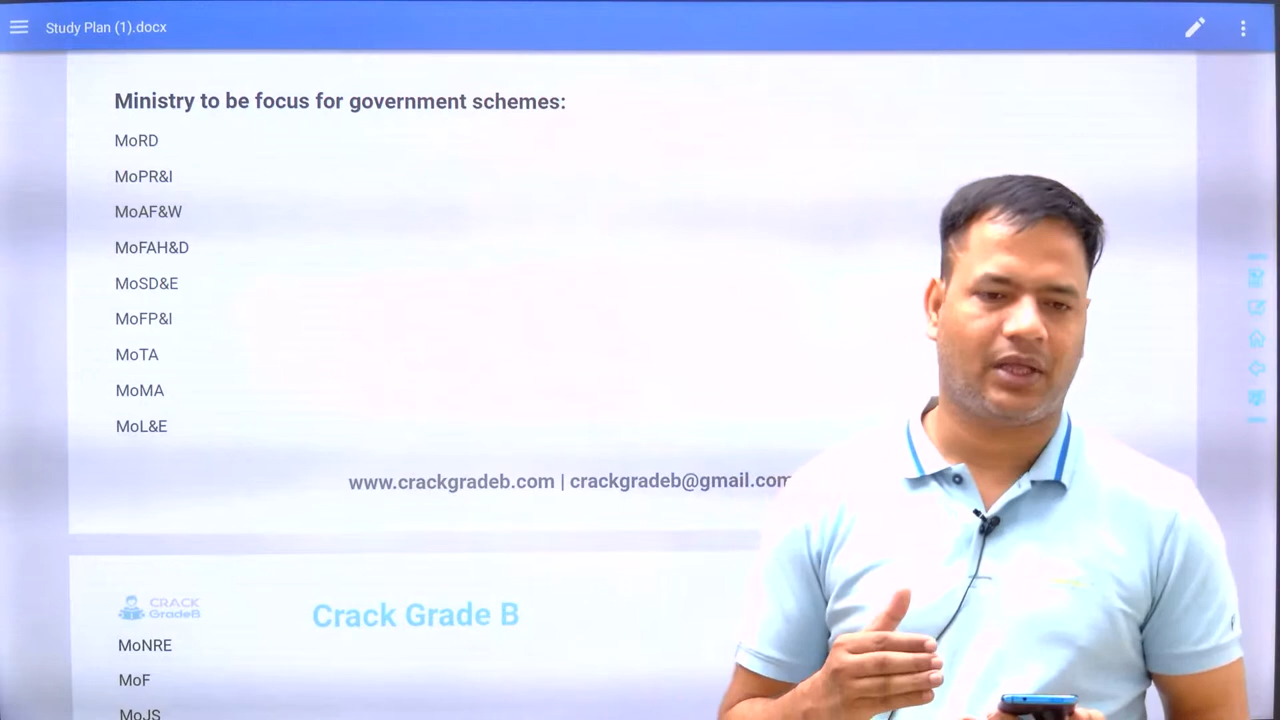 Study Plan (1).docx
Ministry to be focus for government schemes:
MoRD
MoPR&I
MoAF&W
MoFAH&D
MoSD&E
MoFP&I
MoTA
MoMA
MoL&E
www.crackgradeb.com | crackgradeb@gmail.com
CRACK
GradeB
Crack Grade B
MoNRE
MoF
MoJS